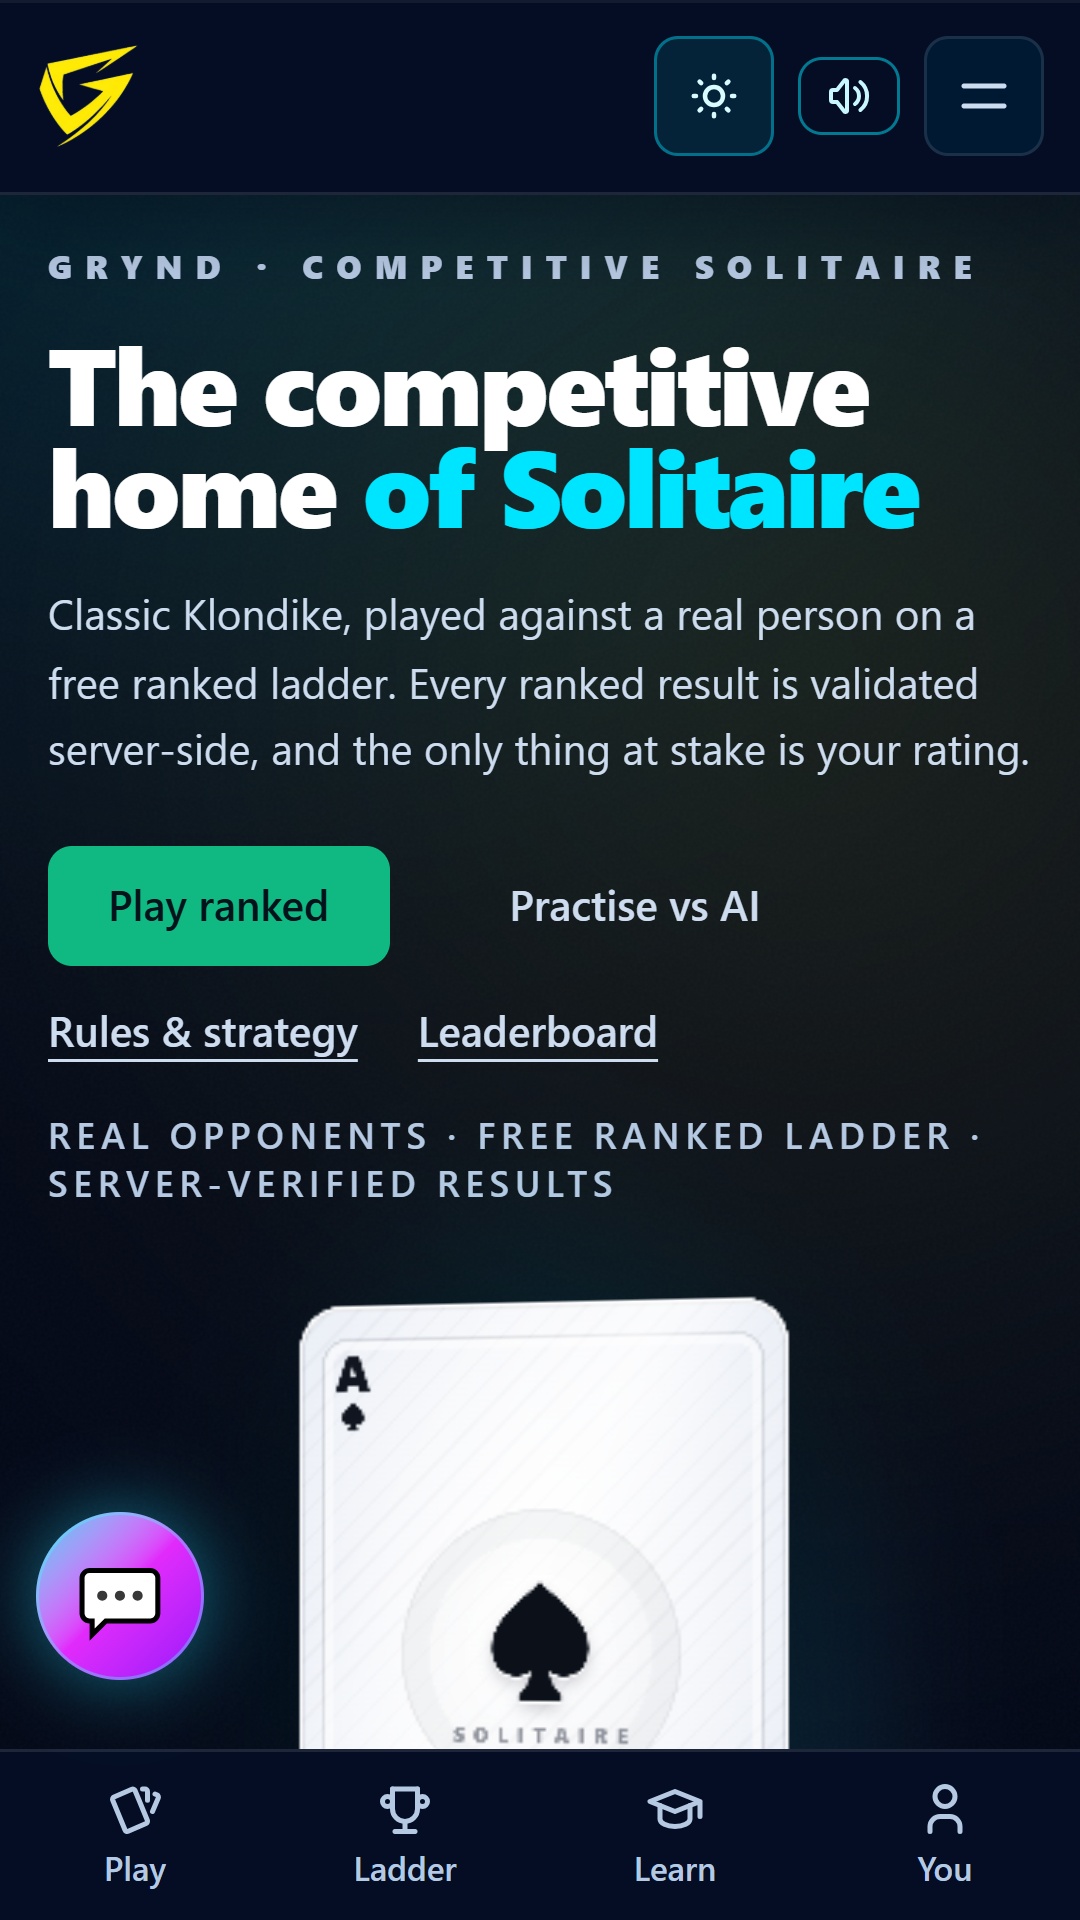 GRYND · COMPETITIVE SOLITAIRE
The competitive
home of Solitaire
Classic Klondike, played against a real person on a
free ranked ladder. Every ranked result is validated
server-side, and the only thing at stake is your rating.
Play ranked
Practise vs AI
Rules & strategy
Leaderboard
REAL OPPONENTS · FREE RANKED LADDER ·
SERVER-VERIFIED RESULTS
A
SOLITAIRE
Play
Ladder
Learn
You